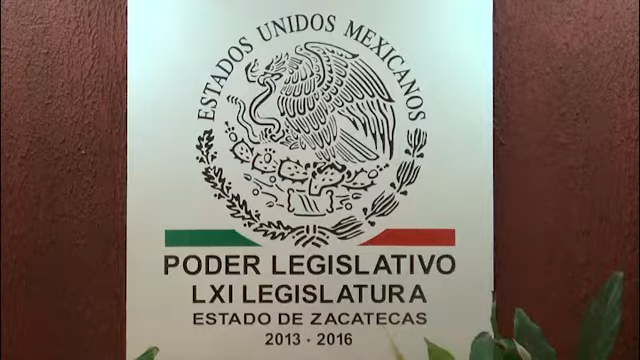 ESTADOS UNIDOS MEXICANOS
PODER LEGISLATIVO
LXI LEGISLATURA
ESTADO DE ZACATECAS
2013 - 2016